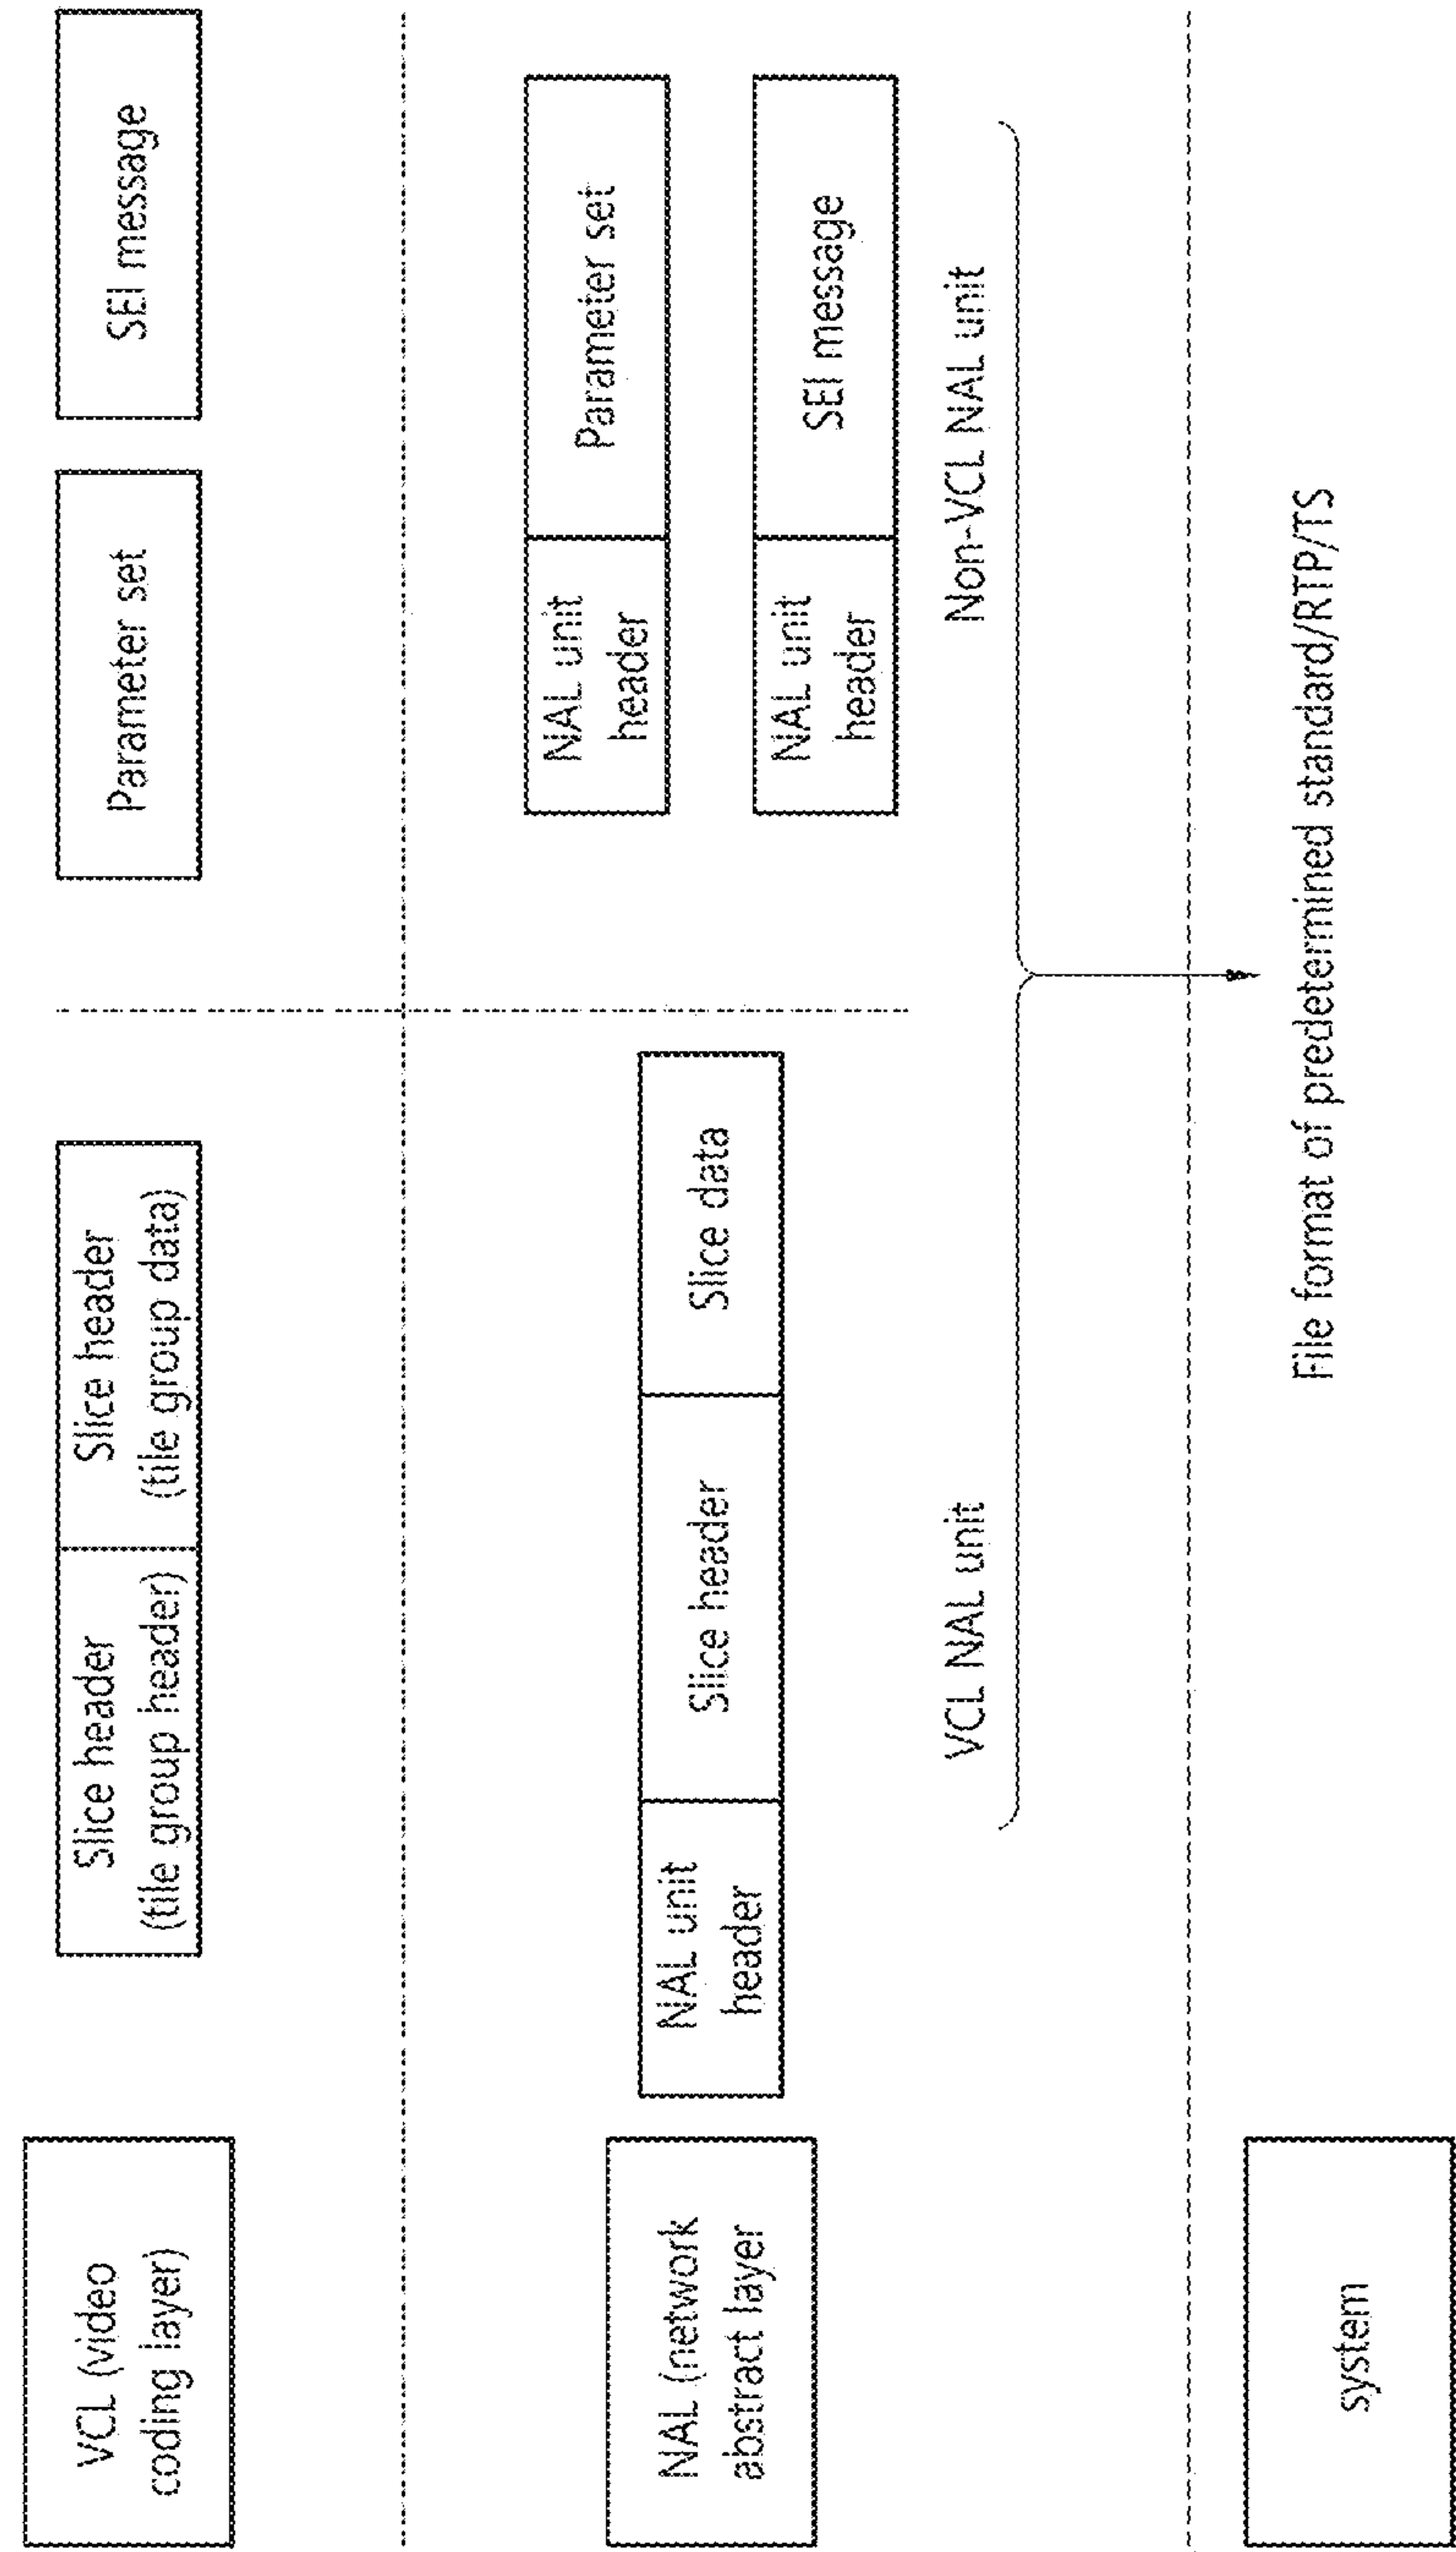 VCL (video
coding layer)
Slice header
(tile group header)
Slice header
(tile group data)
Parameter set
SEI message
NAL (network
abstract layer
NAL unit
header
Slice header
Slice data
NAL unit
header
Parameter set
NAL unit
header
SEI message
VCL NAL unit
Non-VCL NAL unit
system
File format of predetermined standard/RTP/TS